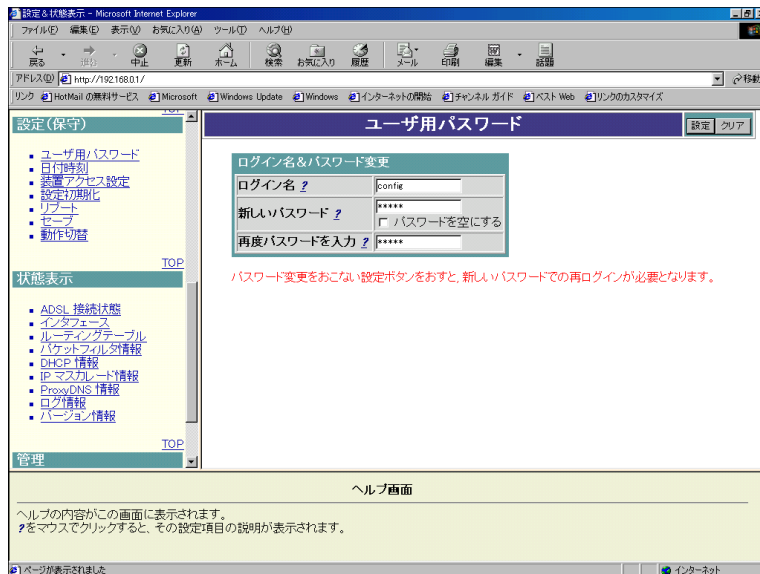 設定&状態表示 - Microsoft Internet Explorer
ファイル(F) 編集(E) 表示(V) お気に入り(A) ツール(T) ヘルプ(H)
戻る 進む 中止 更新 ホーム 検索 お気に入り 履歴 メール 印刷 編集 話題
アドレス(D) http://192.168.0.1/ 移動
リンク HotMail の無料サービス Microsoft Windows Update Windows インターネットの開始 チャンネル ガイド ベスト Web リンクのカスタマイズ
TOP
設定(保守)
ユーザ用パスワード
日付時刻
装置アクセス設定
設定初期化
リブート
セーブ
動作切替
TOP
状態表示
ADSL 接続状態
インタフェース
ルーティングテーブル
パケットフィルタ情報
DHCP 情報
IP マスカレード情報
ProxyDNS 情報
ログ情報
バージョン情報
TOP
管理
ユーザ用パスワード
設定 クリア
ログイン名&パスワード変更
ログイン名 ? config
新しいパスワード ? *****
パスワードを空にする
再度パスワードを入力 ? *****
パスワード変更をおこない設定ボタンをおすと, 新しいパスワードでの再ログインが必要となります。
ヘルプ画面
ヘルプの内容がこの画面に表示されます。
?をマウスでクリックすると、その設定項目の説明が表示されます。
ページが表示されました
インターネット